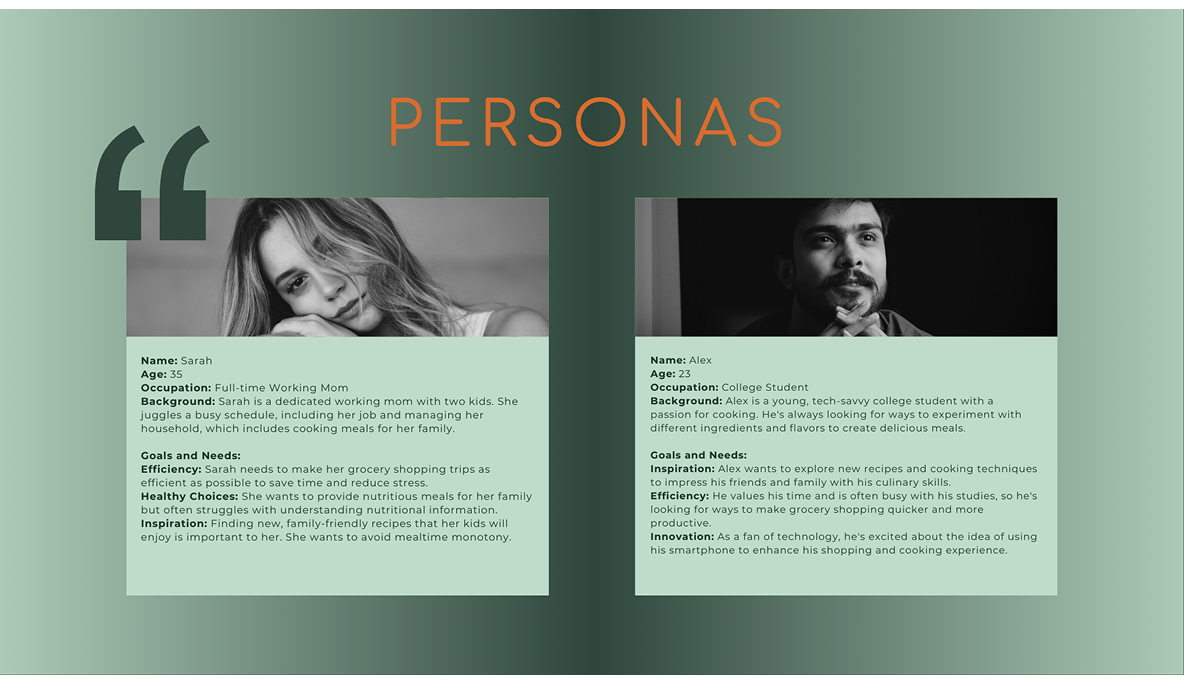 PERSONAS
“
Name: Sarah
Age: 35
Occupation: Full-time Working Mom
Background: Sarah is a dedicated working mom with two kids. She
juggles a busy schedule, including her job and managing her
household, which includes cooking meals for her family.
Goals and Needs:
Efficiency: Sarah needs to make her grocery shopping trips as
efficient as possible to save time and reduce stress.
Healthy Choices: She wants to provide nutritious meals for her family
but often struggles with understanding nutritional information.
Inspiration: Finding new, family-friendly recipes that her kids will
enjoy is important to her. She wants to avoid mealtime monotony.
Name: Alex
Age: 23
Occupation: College Student
Background: Alex is a young, tech-savvy college student with a
passion for cooking. He's always looking for ways to experiment with
different ingredients and flavors to create delicious meals.
Goals and Needs:
Inspiration: Alex wants to explore new recipes and cooking techniques
to impress his friends and family with his culinary skills.
Efficiency: He values his time and is often busy with his studies, so he's
looking for ways to make grocery shopping quicker and more
productive.
Innovation: As a fan of technology, he's excited about the idea of using
his smartphone to enhance his shopping and cooking experience.